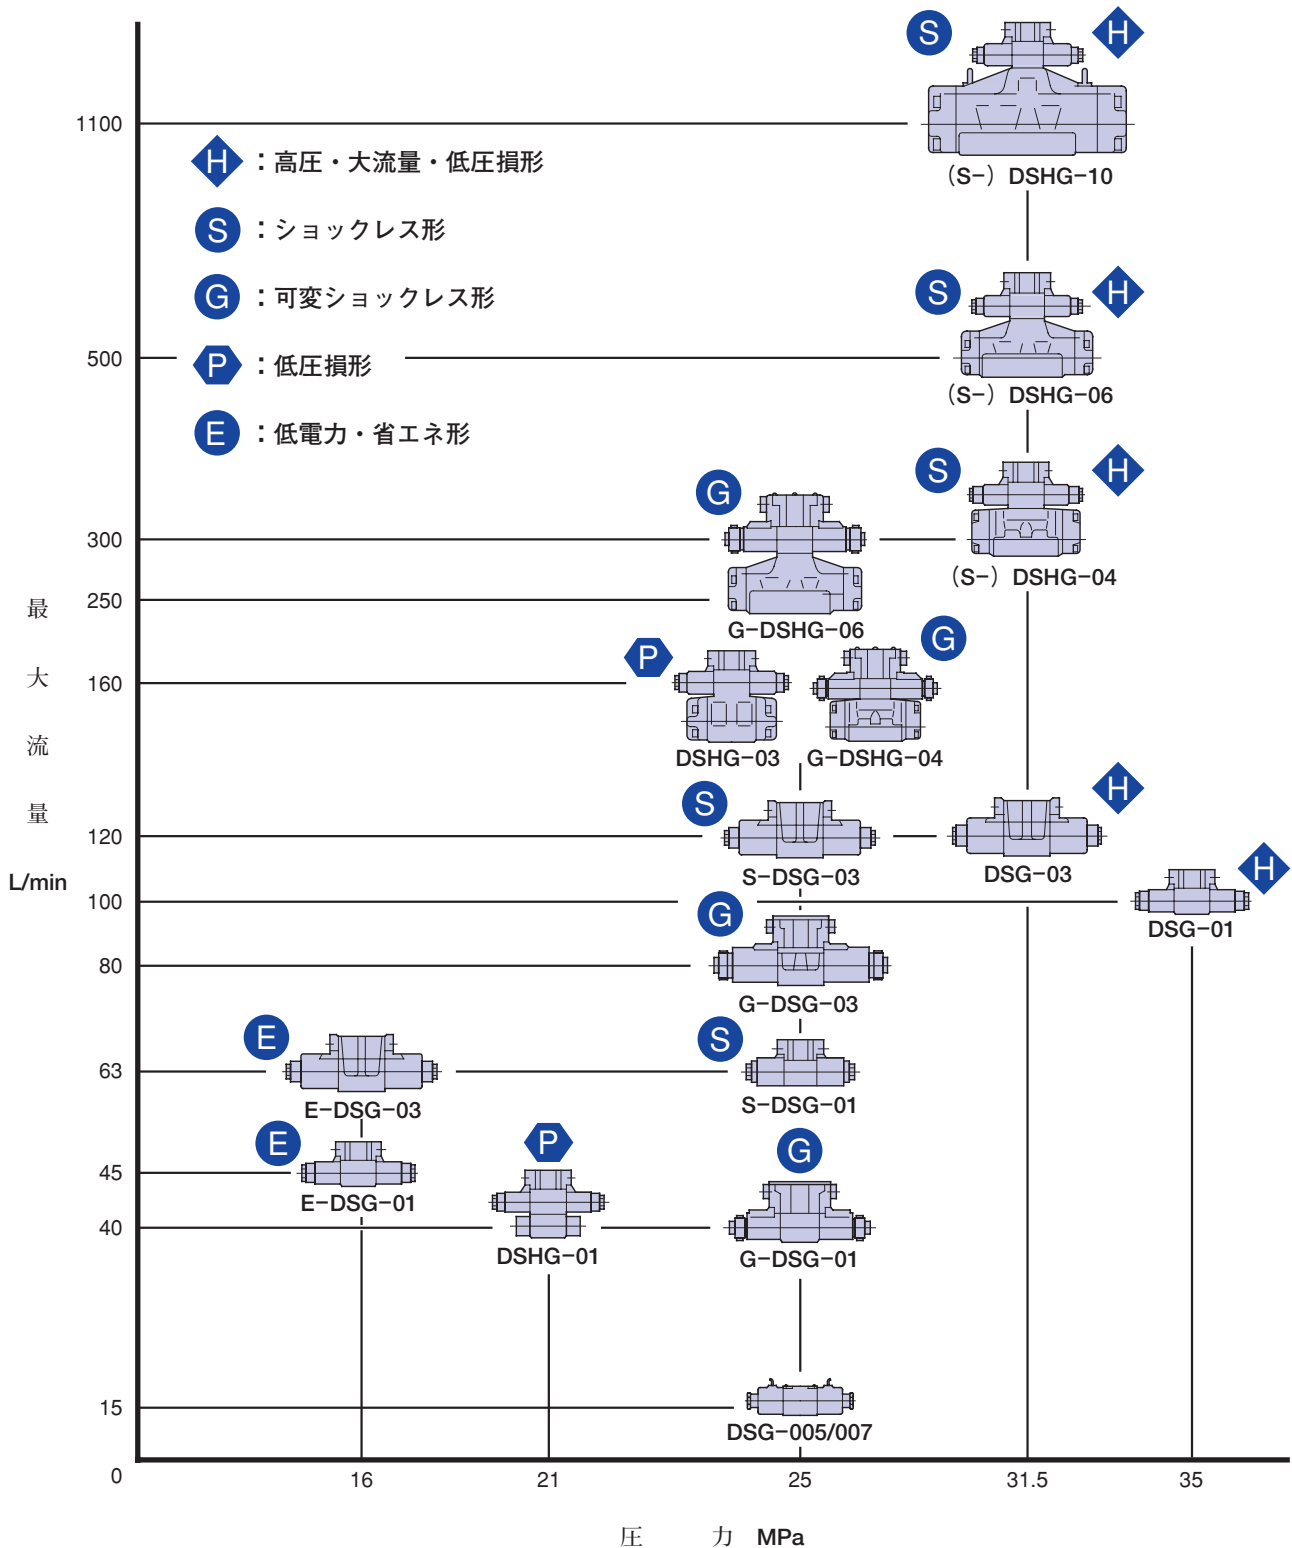 S
H
1100
（S−）DSHG−10
H：高圧・大流量・低圧損形
S：ショックレス形
G：可変ショックレス形
P：低圧損形
E：低電力・省エネ形
S
H
500
（S−）DSHG−06
S
H
G
300
（S−）DSHG−04
250
G−DSHG−06
P
G
160
DSHG−03
G−DSHG−04
S
H
120
S−DSG−03
DSG−03
H
100
DSG−01
G
80
G−DSG−03
E
S
63
E−DSG−03
S−DSG−01
E
P
G
45
E−DSG−01
40
DSHG−01
G−DSG−01
15
DSG−005/007
最大流量
L/min
0
16
21
25
31.5
35
圧力 MPa